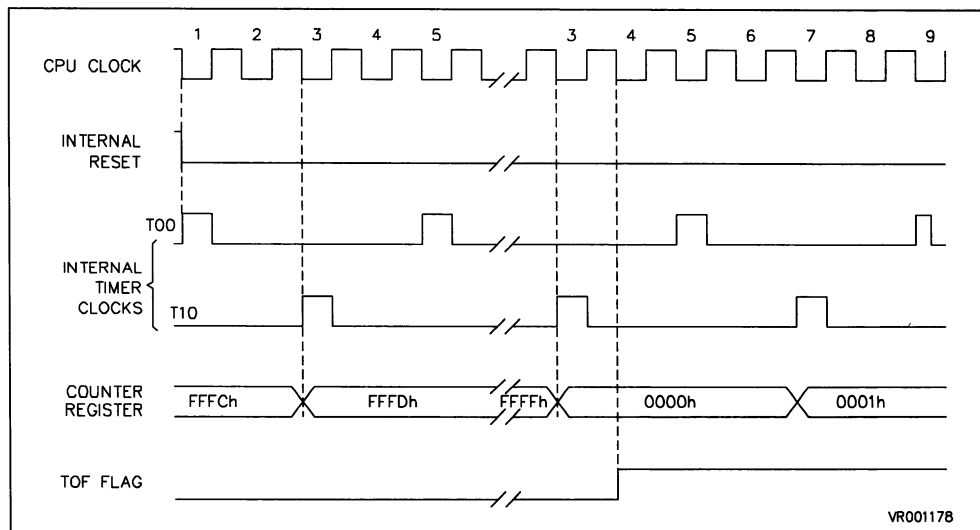 1 2 3 4 5 3 4 5 6 7 8 9
CPU CLOCK
INTERNAL
RESET
T00
INTERNAL
TIMER
CLOCKS
T10
COUNTER
REGISTER
FFFCh FFFDh FFFFh 0000h 0001h
TOF FLAG
VR001178